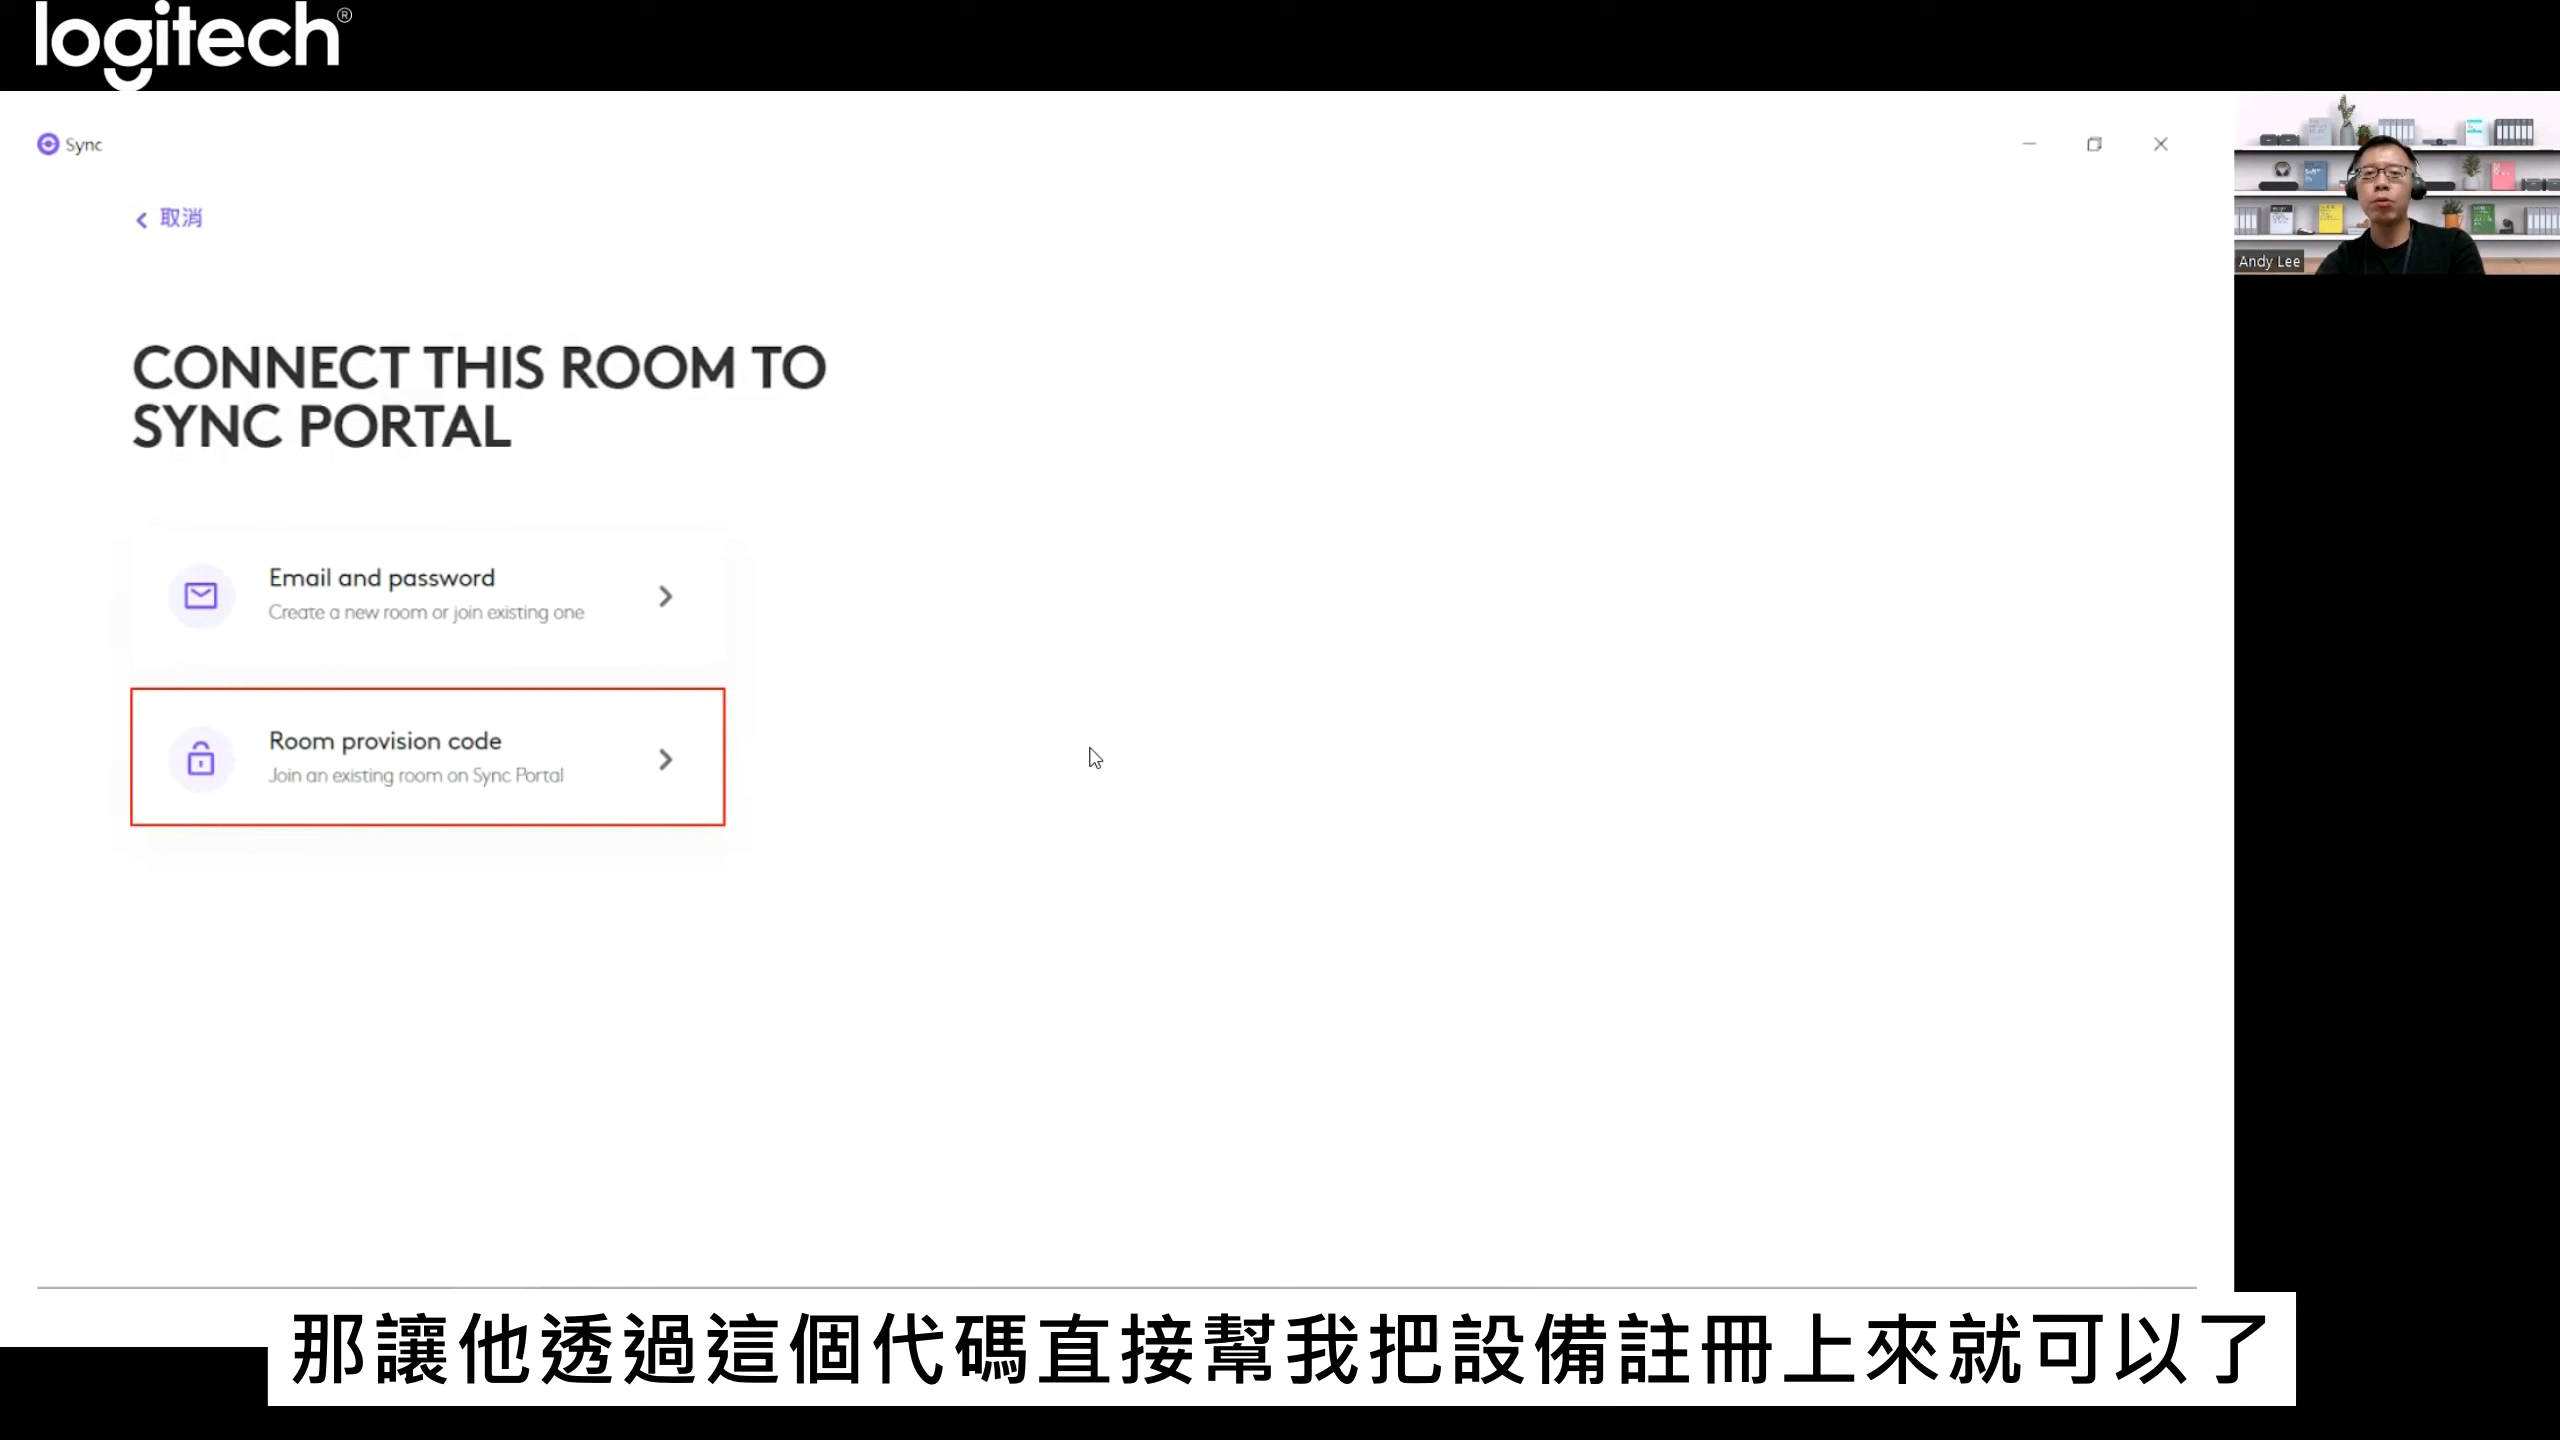 logitech®
Sync
取消
CONNECT THIS ROOM TO
SYNC PORTAL
Email and password
Create a new room or join existing one
Room provision code
Join an existing room on Sync Portal
Andy Lee
那讓他透過這個代碼直接幫我把設備註冊上來就可以了